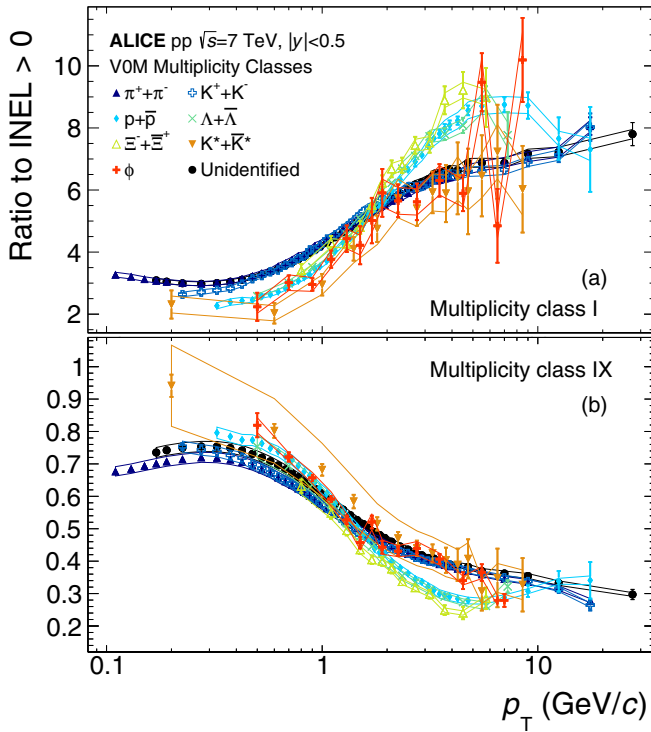 ALICE pp √s=7 TeV, |y|<0.5
V0M Multiplicity Classes
π⁺+π⁻ K⁺+K⁻
p+p̅ Λ+Λ̅
Ξ⁻+Ξ̅⁺ K*+K̅*
ϕ Unidentified
Ratio to INEL > 0
10
8
6
4
2
(a)
Multiplicity class I
Multiplicity class IX
(b)
1
0.9
0.8
0.7
0.6
0.5
0.4
0.3
0.2
0.1 1 10
p_T (GeV/c)